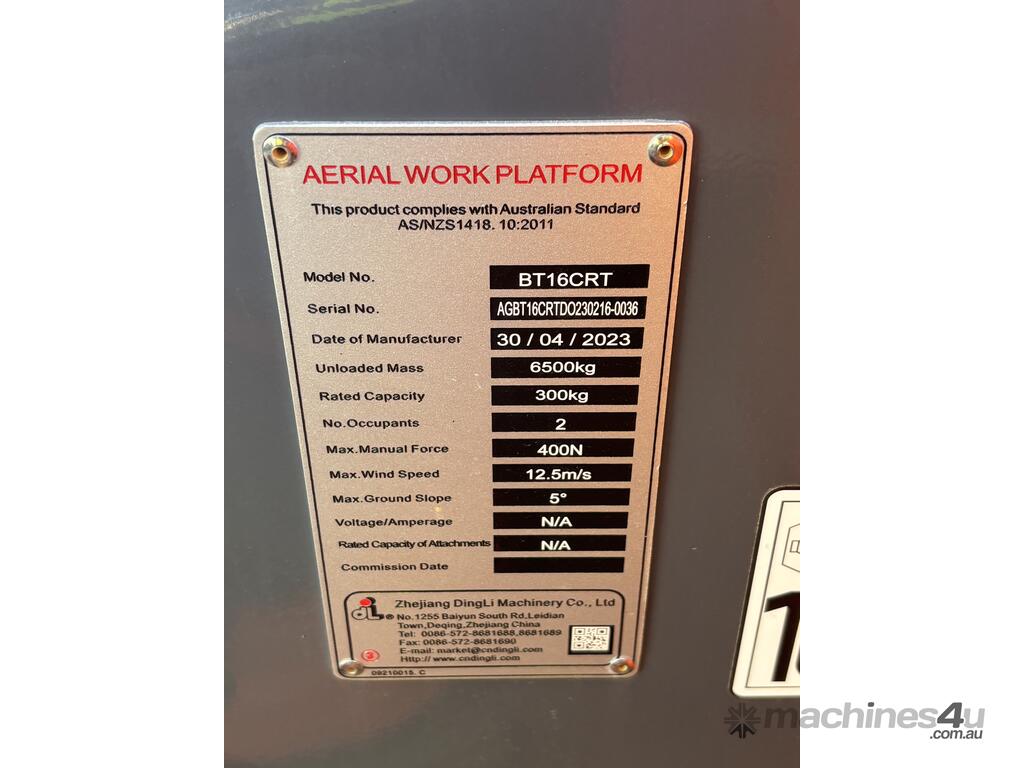 AERIAL WORK PLATFORM
This product complies with Australian Standard
AS/NZS1418. 10:2011
Model No. BT16CRT
Serial No. AGBT16CRTDO230216-0036
Date of Manufacturer 30 / 04 / 2023
Unloaded Mass 6500kg
Rated Capacity 300kg
No.Occupants 2
Max.Manual Force 400N
Max.Wind Speed 12.5m/s
Max.Ground Slope 5°
Voltage/Amperage N/A
Rated Capacity of Attachments N/A
Commission Date
Zhejiang DingLi Machinery Co., Ltd
No.1255 Baiyun South Rd,Leidian
Town,Deqing,Zhejiang China
Tel: 0086-572-8681688,8681689
Fax: 0086-572-8681690
E-mail: market@cndingli.com
Http:// www.cndingli.com
09210015. C
machines4u
.com.au